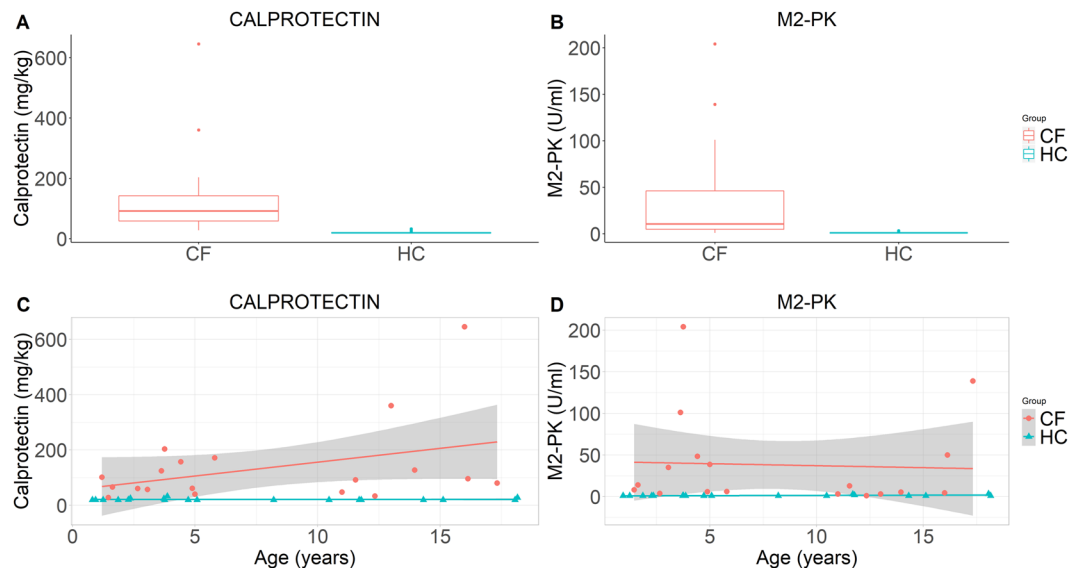 A
CALPROTECTIN
Calprotectin (mg/kg)
600
400
200
0
CF
HC
B
M2-PK
M2-PK (U/ml)
200
150
100
50
0
CF
HC
Group
CF
HC
C
CALPROTECTIN
Calprotectin (mg/kg)
600
400
200
0
0
5
10
15
Age (years)
D
M2-PK
M2-PK (U/ml)
200
150
100
50
0
5
10
15
Age (years)
Group
CF
HC